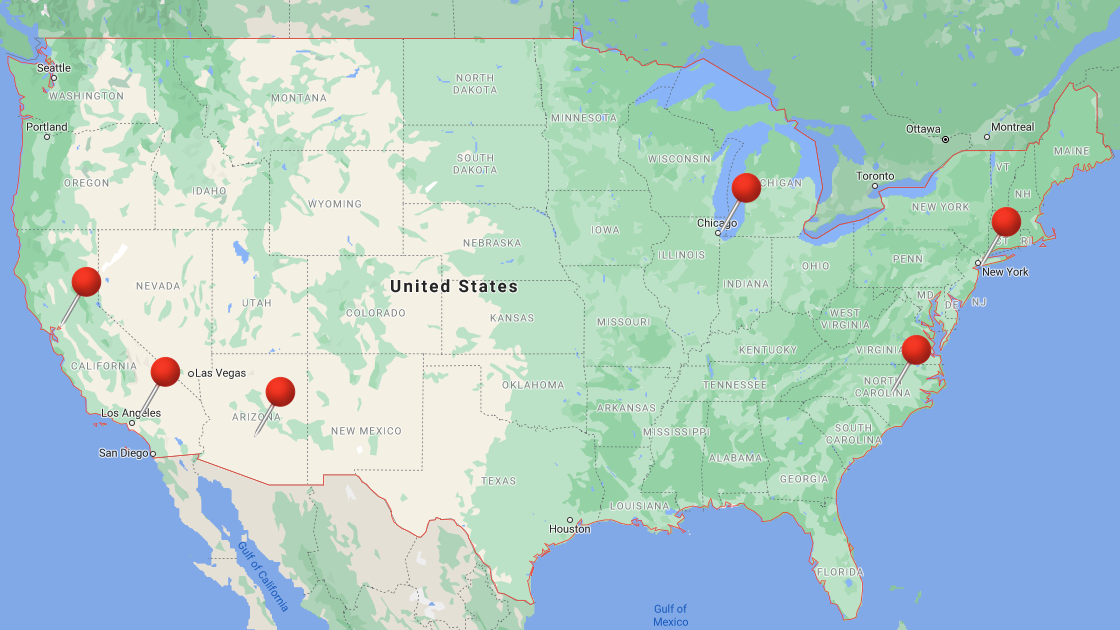 Seattle
WASHINGTON
Portland
OREGON
IDAHO
MONTANA
NORTH
DAKOTA
SOUTH
DAKOTA
WYOMING
MINNESOTA
WISCONSIN
CHIGAN
Ottawa
Montreal
Toronto
MAINE
VT
NH
NEW YORK
RI
New York
Chicago
IOWA
ILLINOIS
INDIANA
OHIO
PENN
MD
DE
NJ
NEBRASKA
United States
NEVADA
UTAH
COLORADO
KANSAS
MISSOURI
WEST
VIRGINIA
KENTUCKY
VIRGINIA
CALIFORNIA
Las Vegas
Los Angeles
San Diego
ARIZONA
NEW MEXICO
OKLAHOMA
ARKANSAS
TENNESSEE
NORTH
CAROLINA
SOUTH
CAROLINA
MISSISSIPPI
ALABAMA
GEORGIA
TEXAS
LOUISIANA
Houston
FLORIDA
Gulf of California
Gulf of
Mexico